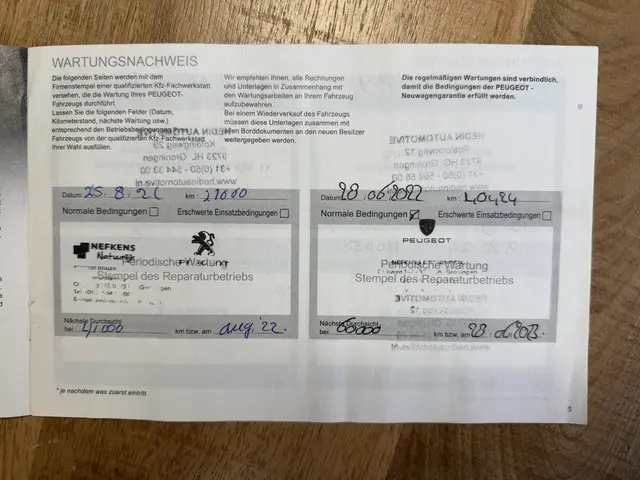 WARTUNGSNACHWEIS
Die folgenden Seiten werden mit dem
Firmenstempel einer qualifizierten Kfz-Fachwerkstatt
versehen, die die Wartung Ihres PEUGEOT-
Fahrzeugs durchführt.
Lassen Sie die folgenden Felder (Datum,
Kilometerstand, nächste Wartung usw.)
entsprechend den Betriebsbedingungen
Fahrzeugs von der qualifizierten Kfz-Fachwerkstatt
Ihrer Wahl ausfüllen.
Wir empfehlen Ihnen, alle Rechnungen
und Unterlagen in Zusammenhang mit
den Wartungsarbeiten an Ihrem Fahrzeug
aufzubewahren.
Bei einem Wiederverkauf des Fahrzeugs
müssen diese Unterlagen zusammen mit
den Borddokumenten an den neuen Besitzer
weitergegeben werden.
Die regelmäßigen Wartungen sind verbindlich,
damit die Bedingungen der PEUGEOT -
Neuwagengarantie erfüllt werden.
Datum: 25.8.21 km: 21000
Normale Bedingungen Erschwerte Einsatzbedingungen
NEFKENS
Natuurlijk
Periodische Wartung
Stempel des Reparaturbetriebs
Nächste Durchsicht
bei 41000 km bzw. am aug '22.
Datum: 28.06.2022 km: 40424
Normale Bedingungen Erschwerte Einsatzbedingungen
PEUGEOT
Periodische Wartung
Stempel des Reparaturbetriebs
Nächste Durchsicht
bei 60000 km bzw. am 28.06.2023.
* je nachdem was zuerst eintritt
5